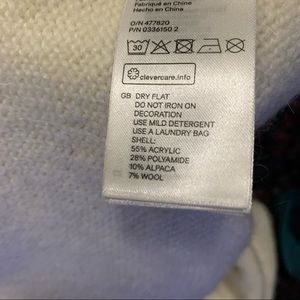 Fabriqué en Chine
Hecho en China
O/N 477820
P/N 0336150 2
30
clevercare.info
GB DRY FLAT
DO NOT IRON ON
DECORATION
USE MILD DETERGENT
USE A LAUNDRY BAG
SHELL:
55% ACRYLIC
28% POLYAMIDE
10% ALPACA
7% WOOL